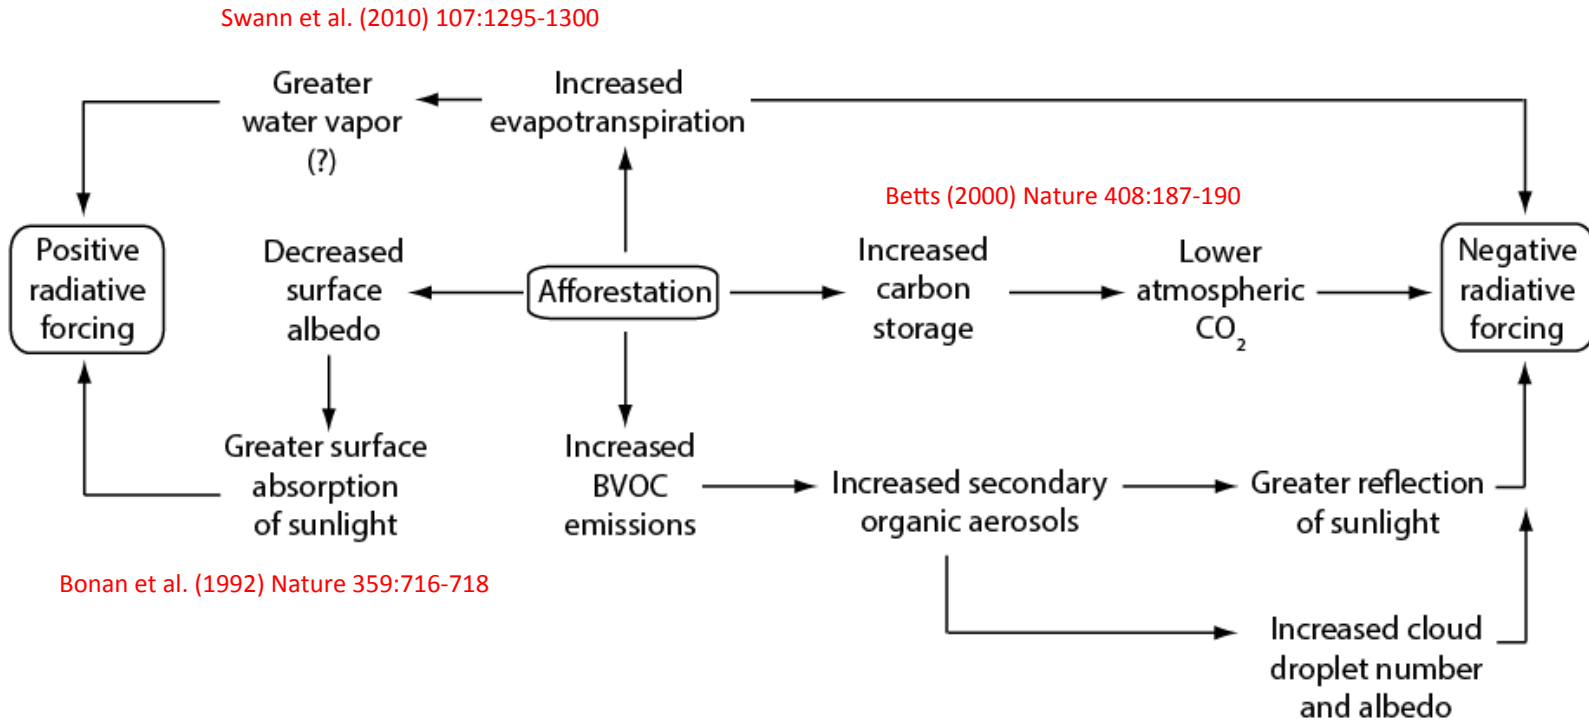 Swann et al. (2010) 107:1295-1300
Greater
water vapor
(?)
Increased
evapotranspiration
Betts (2000) Nature 408:187-190
Positive
radiative
forcing
Decreased
surface
albedo
Afforestation
Increased
carbon
storage
Lower
atmospheric
CO₂
Negative
radiative
forcing
Greater surface
absorption
of sunlight
Increased
BVOC
emissions
Increased secondary
organic aerosols
Greater reflection
of sunlight
Bonan et al. (1992) Nature 359:716-718
Increased cloud
droplet number
and albedo